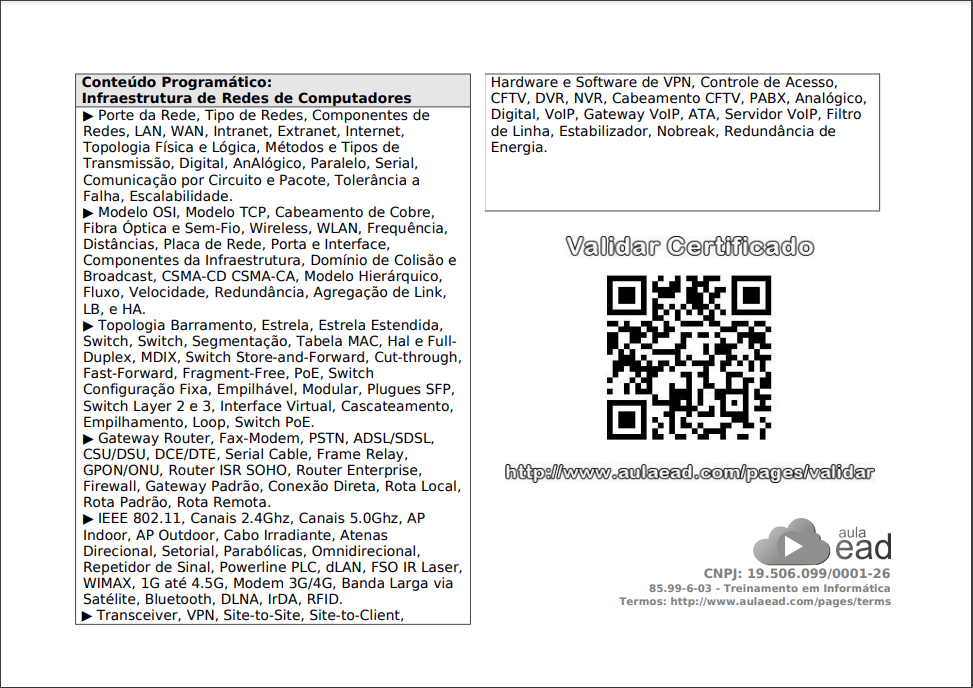 Conteúdo Programático:
Infraestrutura de Redes de Computadores
▶ Porte da Rede, Tipo de Redes, Componentes de
Redes, LAN, WAN, Intranet, Extranet, Internet,
Topologia Física e Lógica, Métodos e Tipos de
Transmissão, Digital, AnAlógico, Paralelo, Serial,
Comunicação por Circuito e Pacote, Tolerância a
Falha, Escalabilidade.
▶ Modelo OSI, Modelo TCP, Cabeamento de Cobre,
Fibra Óptica e Sem-Fio, Wireless, WLAN, Frequência,
Distâncias, Placa de Rede, Porta e Interface,
Componentes da Infraestrutura, Domínio de Colisão e
Broadcast, CSMA-CD CSMA-CA, Modelo Hierárquico,
Fluxo, Velocidade, Redundância, Agregação de Link,
LB, e HA.
▶ Topologia Barramento, Estrela, Estrela Estendida,
Switch, Switch, Segmentação, Tabela MAC, Hal e Full-
Duplex, MDIX, Switch Store-and-Forward, Cut-through,
Fast-Forward, Fragment-Free, PoE, Switch
Configuração Fixa, Empilhável, Modular, Plugues SFP,
Switch Layer 2 e 3, Interface Virtual, Cascateamento,
Empilhamento, Loop, Switch PoE.
▶ Gateway Router, Fax-Modem, PSTN, ADSL/SDSL,
CSU/DSU, DCE/DTE, Serial Cable, Frame Relay,
GPON/ONU, Router ISR SOHO, Router Enterprise,
Firewall, Gateway Padrão, Conexão Direta, Rota Local,
Rota Padrão, Rota Remota.
▶ IEEE 802.11, Canais 2.4Ghz, Canais 5.0Ghz, AP
Indoor, AP Outdoor, Cabo Irradiante, Atenas
Direcional, Setorial, Parabólicas, Omnidirecional,
Repetidor de Sinal, Powerline PLC, dLAN, FSO IR Laser,
WIMAX, 1G até 4.5G, Modem 3G/4G, Banda Larga via
Satélite, Bluetooth, DLNA, IrDA, RFID.
▶ Transceiver, VPN, Site-to-Site, Site-to-Client,
Hardware e Software de VPN, Controle de Acesso,
CFTV, DVR, NVR, Cabeamento CFTV, PABX, Analógico,
Digital, VoIP, Gateway VoIP, ATA, Servidor VoIP, Filtro
de Linha, Estabilizador, Nobreak, Redundância de
Energia.
Validar Certificado
http://www.aulaead.com/pages/validar
aula
ead
CNPJ: 19.506.099/0001-26
85.99-6-03 - Treinamento em Informática
Termos: http://www.aulaead.com/pages/terms